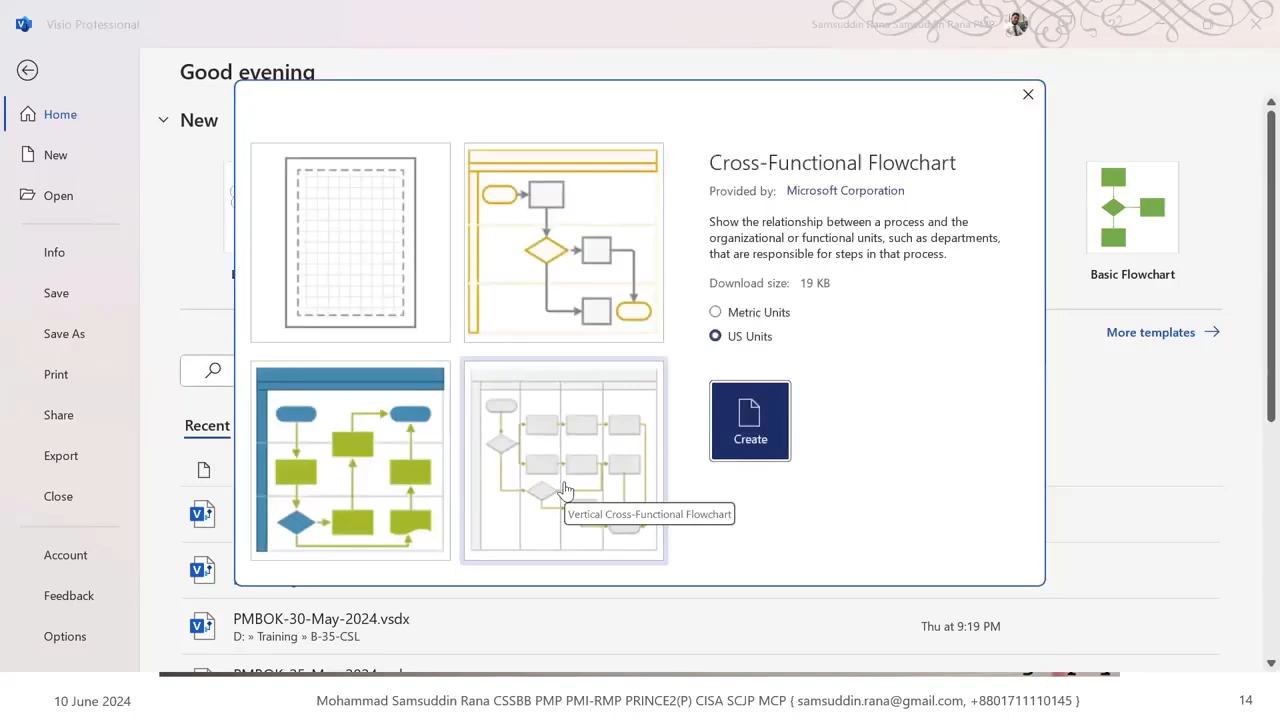 Visio Professional
Samsuddin Rana Samsuddin Rana PMP
Good evening
Home
New
New
Open
Info
Save
Save As
Print
Share
Export
Close
Account
Feedback
Options
Cross-Functional Flowchart
Provided by: Microsoft Corporation
Show the relationship between a process and the
organizational or functional units, such as departments,
that are responsible for steps in that process.
Download size: 19 KB
Metric Units
US Units
Create
Vertical Cross-Functional Flowchart
Basic Flowchart
More templates
Recent
PMBOK-30-May-2024.vsdx
D: » Training » B-35-CSL
Thu at 9:19 PM
10 June 2024
Mohammad Samsuddin Rana CSSBB PMP PMI-RMP PRINCE2(P) CISA SCJP MCP { samsuddin.rana@gmail.com, +8801711110145 }
14